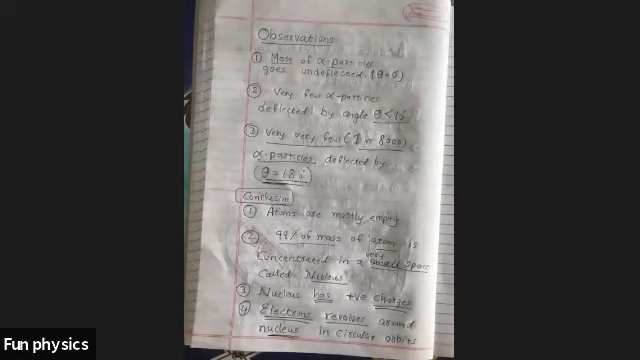 Observations
① Most of α-particles
goes undeflected. (θ=0)
② Very few α-particles
deflected by angle
③ Very very few (1 in 8000)
α-particles, deflected by
Conclusion
① Atoms are mostly empty
② 99% of mass of atom is
concentrated in a very small space
called Nucleus
③ Nucleus has +ve charges
④ Electrons revolves around
nucleus in circular orbits
Fun physics